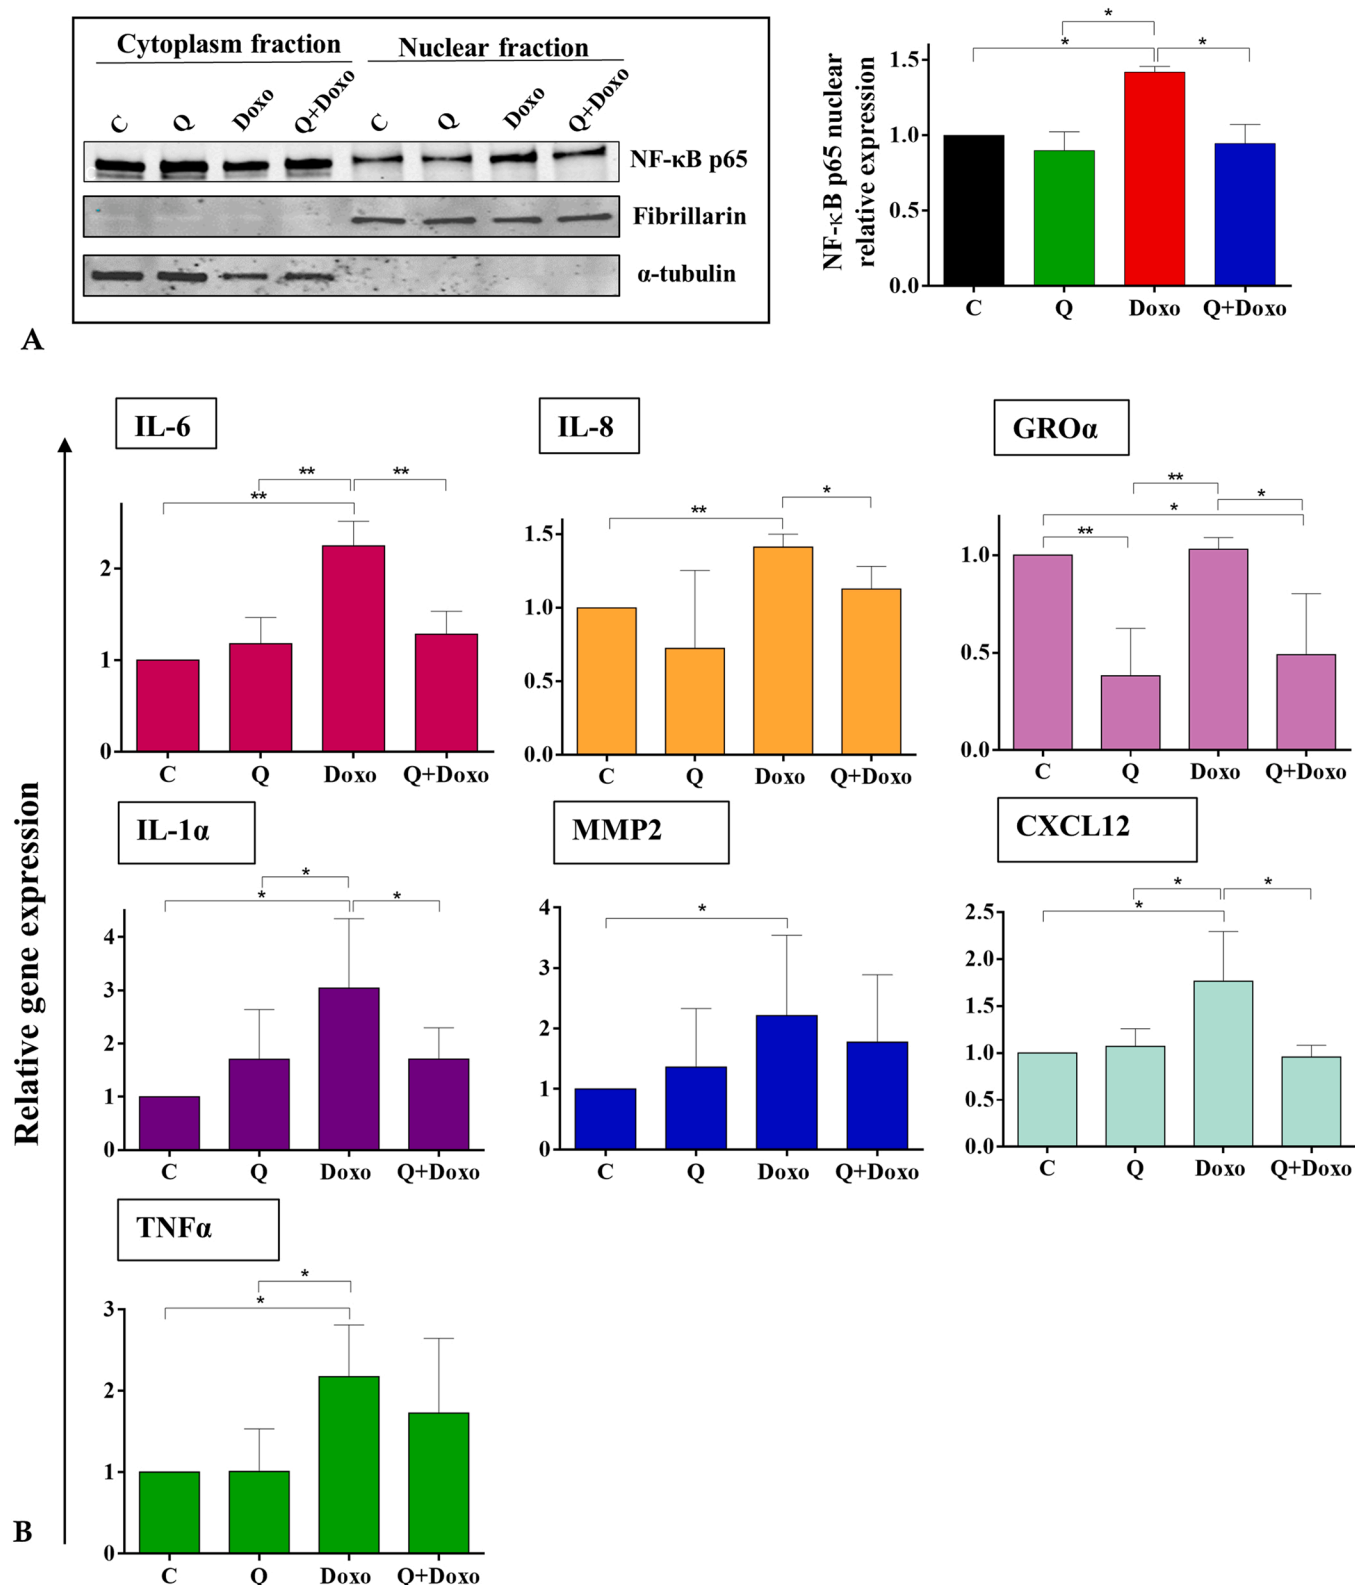 Cytoplasm fraction
Nuclear fraction
C Q Doxo Q+Doxo C Q Doxo Q+Doxo
NF-κB p65
Fibrillarin
α-tubulin
NF-κB p65 nuclear
relative expression
* * *
1.5
1.0
0.5
0.0
C Q Doxo Q+Doxo
A
Relative gene expression
IL-6
** ** **
2
1
0
C Q Doxo Q+Doxo
IL-8
** *
1.5
1.0
0.5
0.0
C Q Doxo Q+Doxo
GROα
** * * **
1.0
0.5
0.0
C Q Doxo Q+Doxo
IL-1α
* * *
4
3
2
1
0
C Q Doxo Q+Doxo
MMP2
*
4
3
2
1
0
C Q Doxo Q+Doxo
CXCL12
* * *
2.5
2.0
1.5
1.0
0.5
0.0
C Q Doxo Q+Doxo
TNFα
* *
3
2
1
0
C Q Doxo Q+Doxo
B